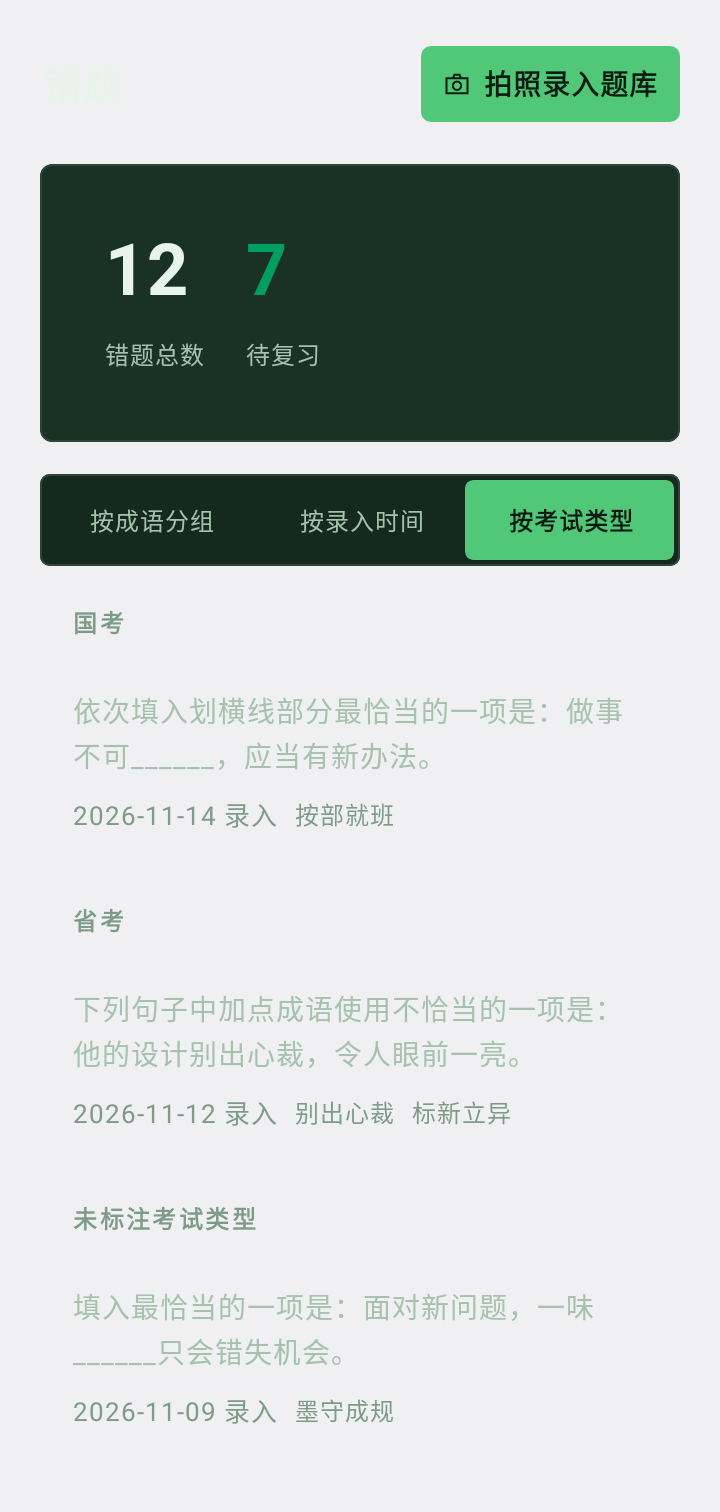 拍照录入题库
12
7
错题总数
待复习
按成语分组
按录入时间
按考试类型
国考
依次填入划横线部分最恰当的一项是：做事
不可______，应当有新办法。
2026-11-14 录入 按部就班
省考
下列句子中加点成语使用不恰当的一项是：
他的设计别出心裁，令人眼前一亮。
2026-11-12 录入 别出心裁 标新立异
未标注考试类型
填入最恰当的一项是：面对新问题，一味
______只会错失机会。
2026-11-09 录入 墨守成规